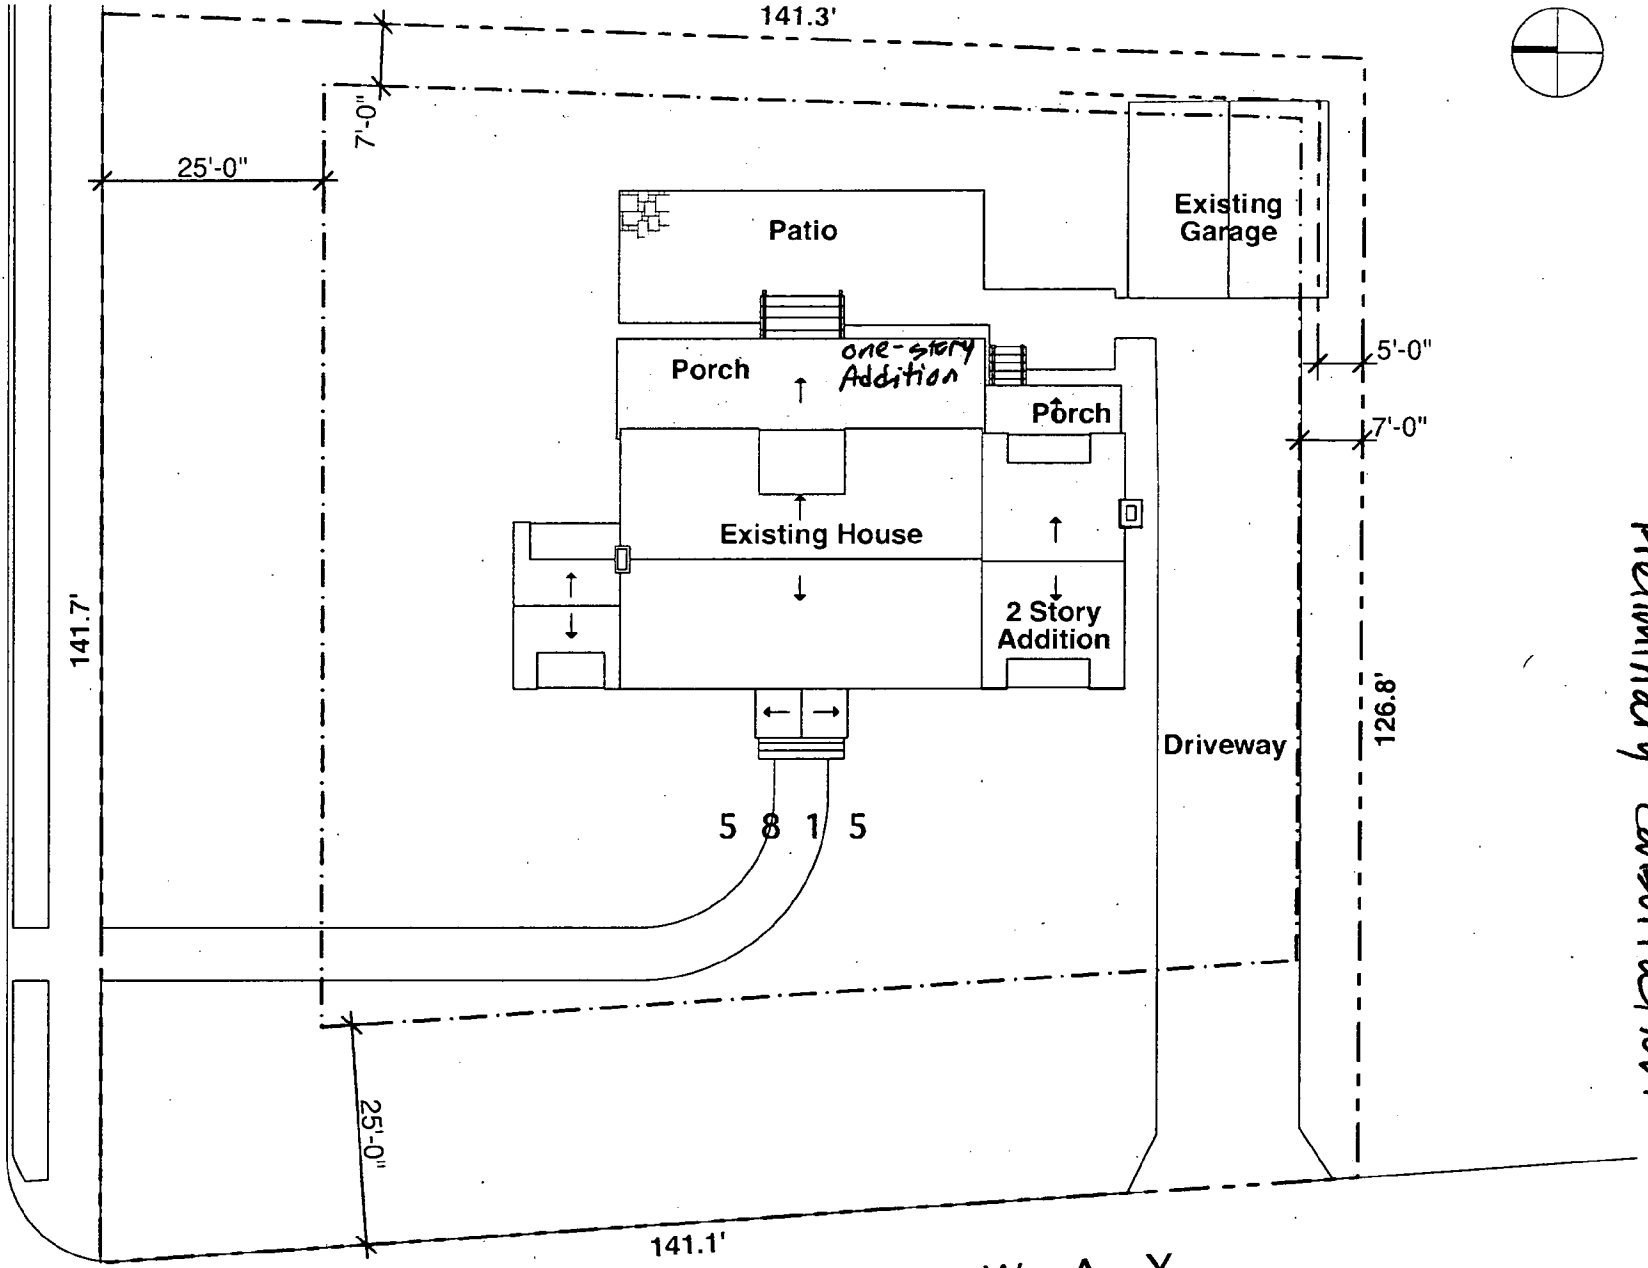 141.3'
7'-0"
25'-0"
Existing
Garage
Patio
one-story
Addition
Porch
5'-0"
Porch
7'-0"
Existing House
141.7'
2 Story
Addition
126.8'
Driveway
5 8 1 5
25'-0"
141.1'
W A Y